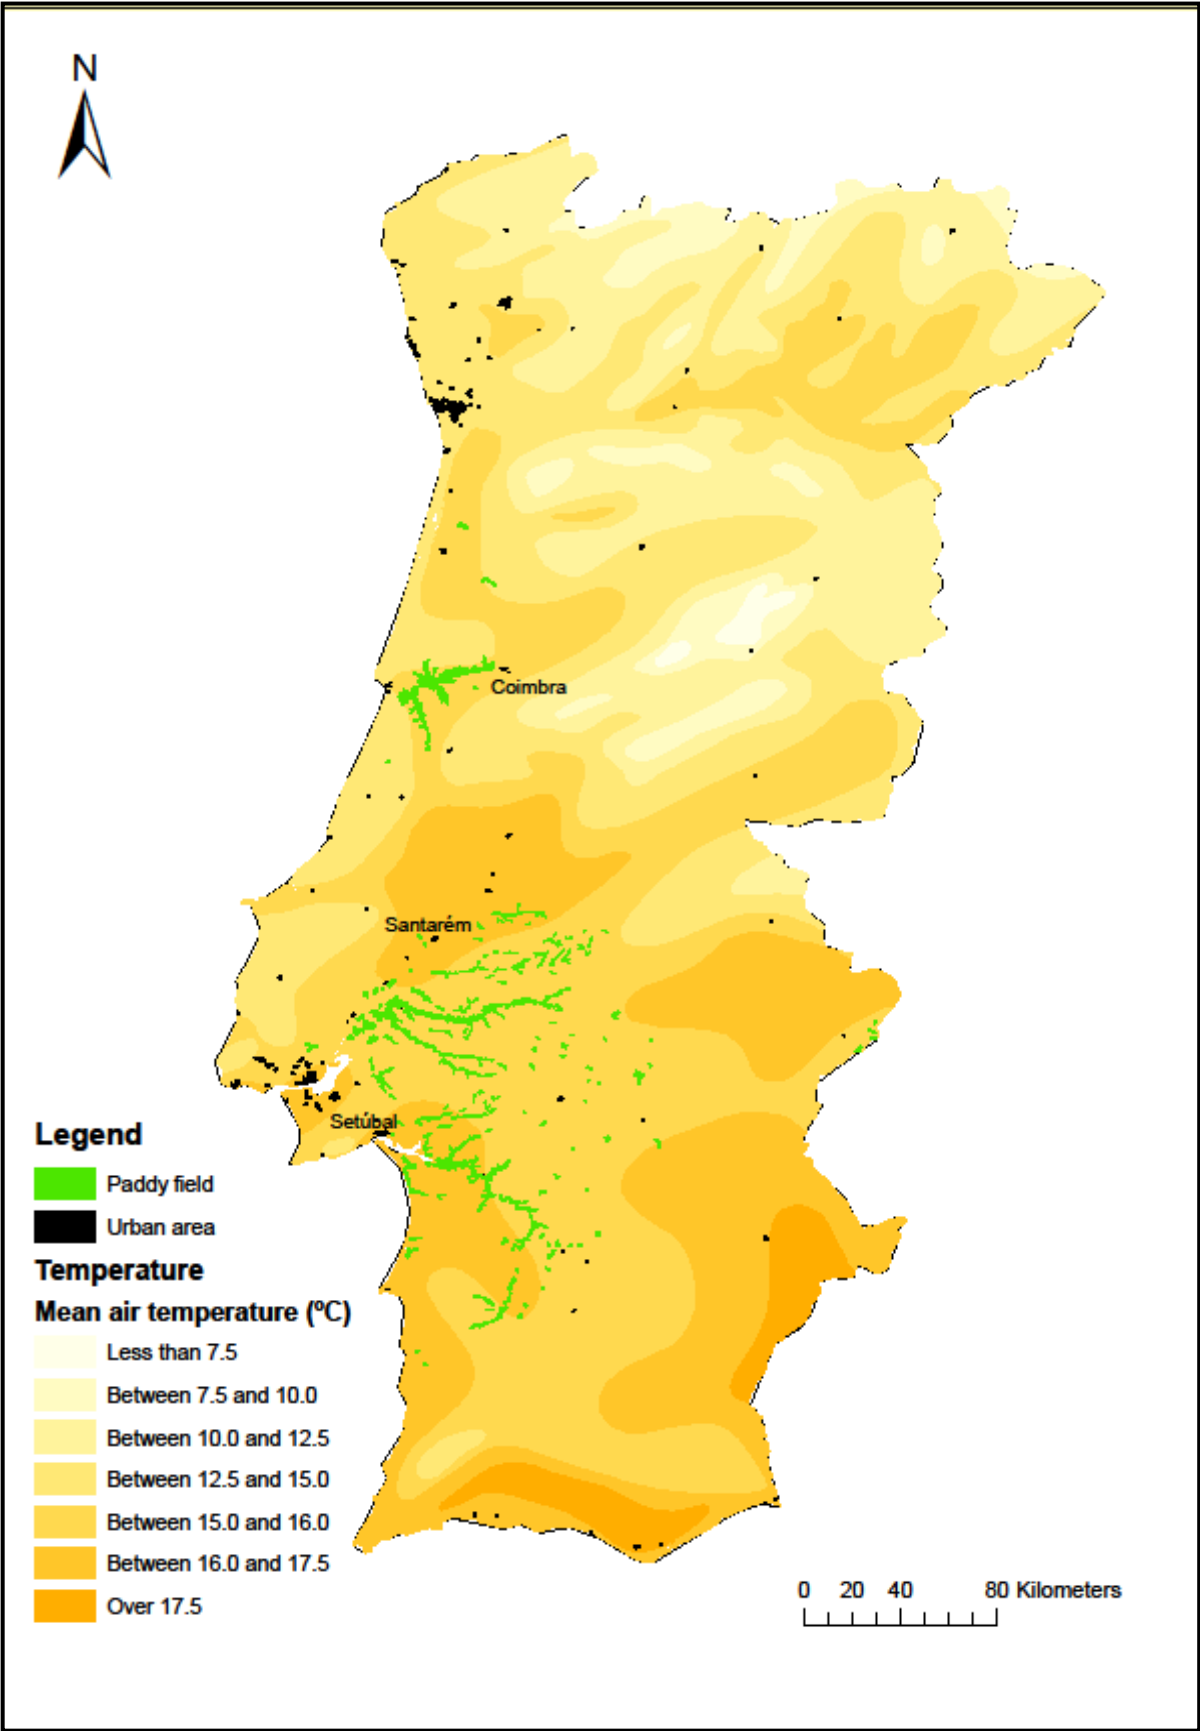 N
Coimbra
Santarém
Setúbal
Legend
Paddy field
Urban area
Temperature
Mean air temperature (ºC)
Less than 7.5
Between 7.5 and 10.0
Between 10.0 and 12.5
Between 12.5 and 15.0
Between 15.0 and 16.0
Between 16.0 and 17.5
Over 17.5
0 20 40 80 Kilometers